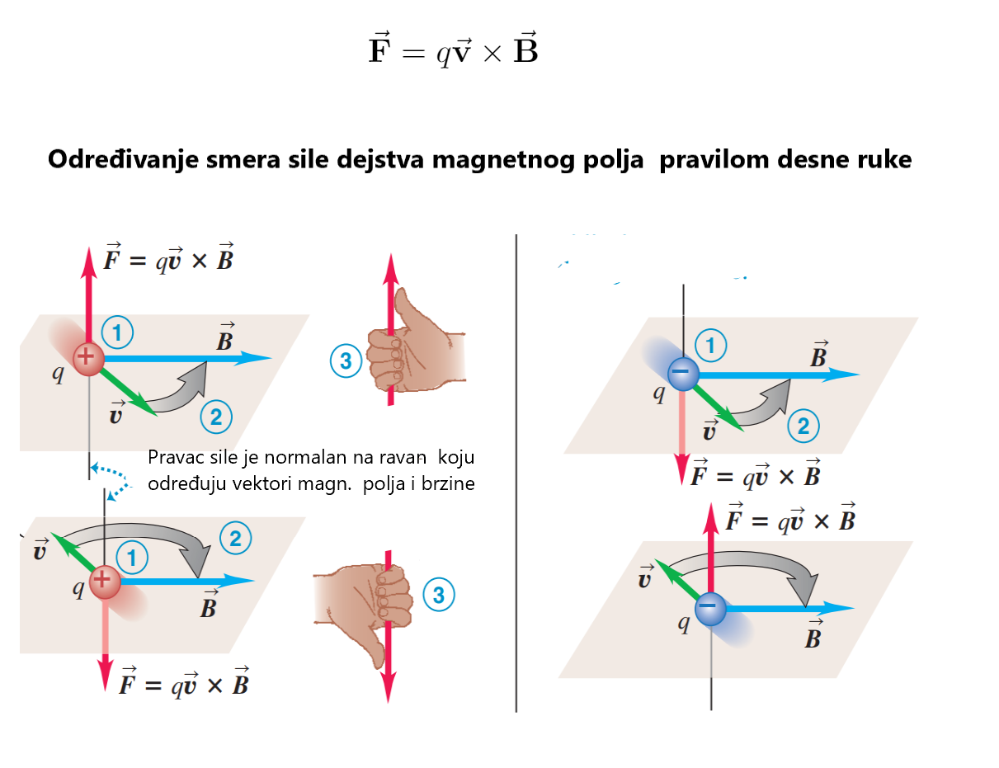 F⃗ = qv⃗ × B⃗
Određivanje smera sile dejstva magnetnog polja pravilom desne ruke
F⃗ = qv⃗ × B⃗
1
B⃗
+
q
v⃗
2
3
Pravac sile je normalan na ravan koju
određuju vektori magn. polja i brzine
v⃗
1
2
+
q
B⃗
F⃗ = qv⃗ × B⃗
3
1
B⃗
−
q
v⃗
2
F⃗ = qv⃗ × B⃗
F⃗ = qv⃗ × B⃗
v⃗
−
q
B⃗